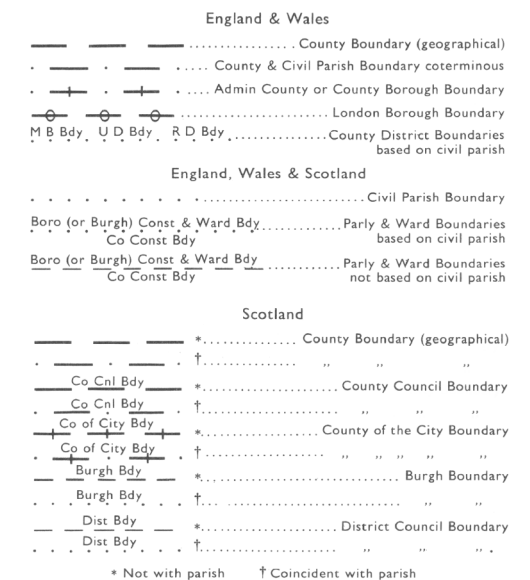 England & Wales
County Boundary (geographical)
County & Civil Parish Boundary coterminous
Admin County or County Borough Boundary
London Borough Boundary
M B Bdy. U D Bdy. R D Bdy. County District Boundaries
based on civil parish
England, Wales & Scotland
Civil Parish Boundary
Boro (or Burgh) Const & Ward Bdy Parly & Ward Boundaries
Co Const Bdy based on civil parish
Boro (or Burgh) Const & Ward Bdy Parly & Ward Boundaries
Co Const Bdy not based on civil parish
Scotland
* County Boundary (geographical)
† ,, ,, ,,
Co Cnl Bdy * County Council Boundary
Co Cnl Bdy † ,, ,, ,,
Co of City Bdy * County of the City Boundary
Co of City Bdy † ,, ,, ,, ,, ,,
Burgh Bdy * Burgh Boundary
Burgh Bdy † ,, ,,
Dist Bdy * District Council Boundary
Dist Bdy † ,, ,, ,,
* Not with parish † Coincident with parish